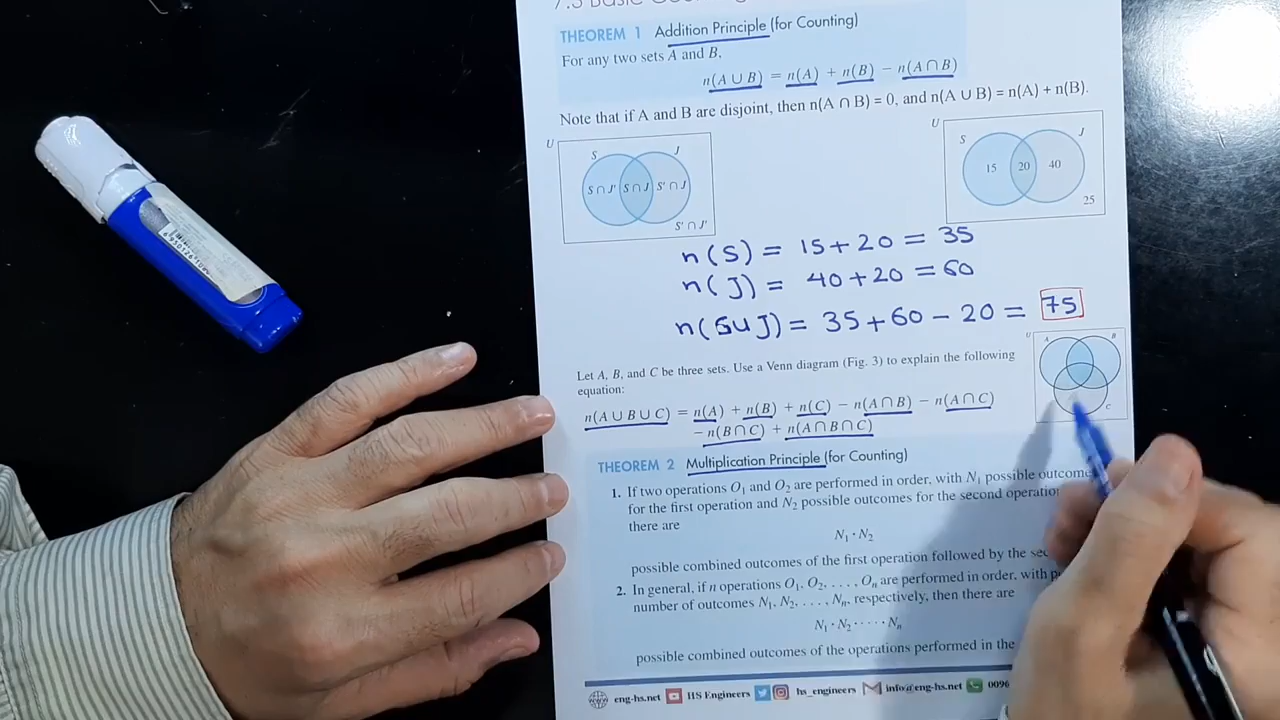 THEOREM 1 Addition Principle (for Counting)
For any two sets A and B,
n(A ∪ B) = n(A) + n(B) − n(A ∩ B)
Note that if A and B are disjoint, then n(A ∩ B) = 0, and n(A ∪ B) = n(A) + n(B).
U
S J
S ∩ J' S ∩ J S' ∩ J
S' ∩ J'
U
S J
15 20 40
25
n(S) = 15+20 = 35
n(J) = 40+20 = 60
n(SUJ) = 35+60−20 = 75
Let A, B, and C be three sets. Use a Venn diagram (Fig. 3) to explain the following
equation:
n(A ∪ B ∪ C) = n(A) + n(B) + n(C) − n(A ∩ B) − n(A ∩ C)
− n(B ∩ C) + n(A ∩ B ∩ C)
U
A B
C
THEOREM 2 Multiplication Principle (for Counting)
1. If two operations O₁ and O₂ are performed in order, with N₁ possible outcome
for the first operation and N₂ possible outcomes for the second operation
there are
N₁ · N₂
possible combined outcomes of the first operation followed by the sec
2. In general, if n operations O₁, O₂, . . . , Oₙ are performed in order, with p
number of outcomes N₁, N₂, . . . , Nₙ, respectively, then there are
N₁ · N₂ · · · · · Nₙ
possible combined outcomes of the operations performed in the
eng-hs.net HS Engineers hs_engineers info@eng-hs.net 0096